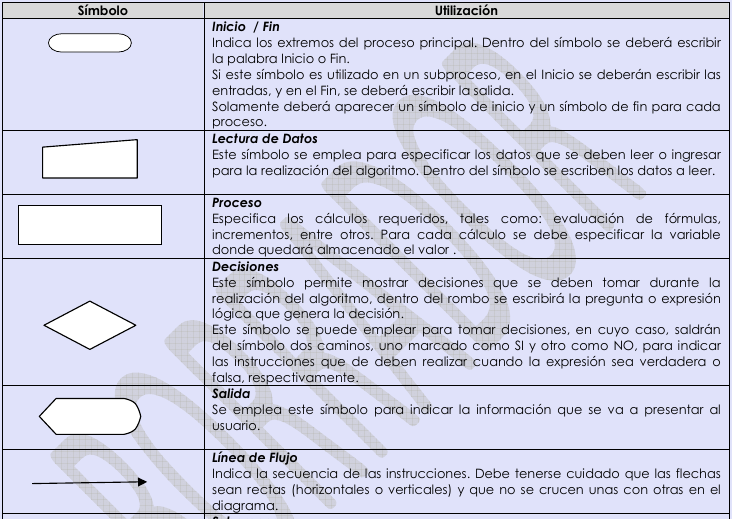 Símbolo Utilización
Inicio / Fin
Indica los extremos del proceso principal. Dentro del símbolo se deberá escribir
la palabra Inicio o Fin.
Si este símbolo es utilizado en un subproceso, en el Inicio se deberán escribir las
entradas, y en el Fin, se deberá escribir la salida.
Solamente deberá aparecer un símbolo de inicio y un símbolo de fin para cada
proceso.
Lectura de Datos
Este símbolo se emplea para especificar los datos que se deben leer o ingresar
para la realización del algoritmo. Dentro del símbolo se escriben los datos a leer.
Proceso
Especifica los cálculos requeridos, tales como: evaluación de fórmulas,
incrementos, entre otros. Para cada cálculo se debe especificar la variable
donde quedará almacenado el valor .
Decisiones
Este símbolo permite mostrar decisiones que se deben tomar durante la
realización del algoritmo, dentro del rombo se escribirá la pregunta o expresión
lógica que genera la decisión.
Este símbolo se puede emplear para tomar decisiones, en cuyo caso, saldrán
del símbolo dos caminos, uno marcado como SI y otro como NO, para indicar
las instrucciones que de deben realizar cuando la expresión sea verdadera o
falsa, respectivamente.
Salida
Se emplea este símbolo para indicar la información que se va a presentar al
usuario.
Línea de Flujo
Indica la secuencia de las instrucciones. Debe tenerse cuidado que las flechas
sean rectas (horizontales o verticales) y que no se crucen unas con otras en el
diagrama.
BORRADOR